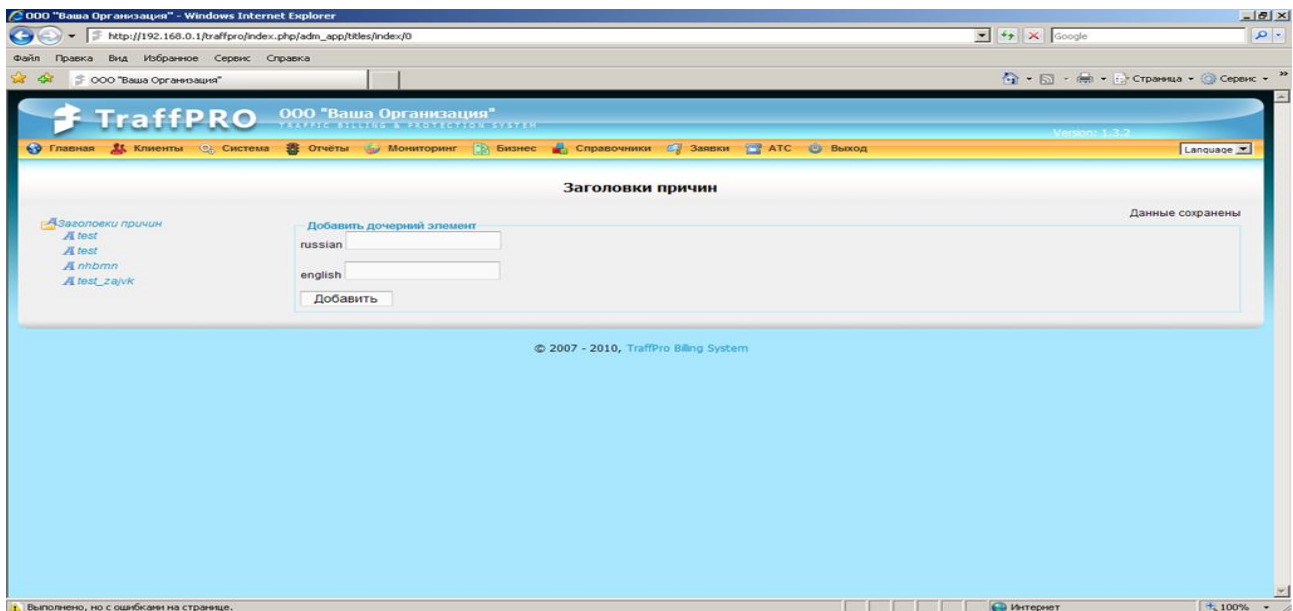 ООО "Ваша Организация" - Windows Internet Explorer
http://192.168.0.1/traffpro/index.php/adm_app/titles/index/0
Google
Файл Правка Вид Избранное Сервис Справка
ООО "Ваша Организация"
Страница Сервис
TraffPRO ООО "Ваша Организация"
TRAFFIC BILLING & PROTECTION SYSTEM
Version: 1.3.2
Главная Клиенты Система Отчёты Мониторинг Бизнес Справочники Заявки АТС Выход Language
Заголовки причин
Данные сохранены
Заголовки причин
test
test
nhbmn
test_zajvk
Добавить дочерний элемент
russian
english
Добавить
© 2007 - 2010, TraffPro Billing System
Выполнено, но с ошибками на странице. Интернет 100%